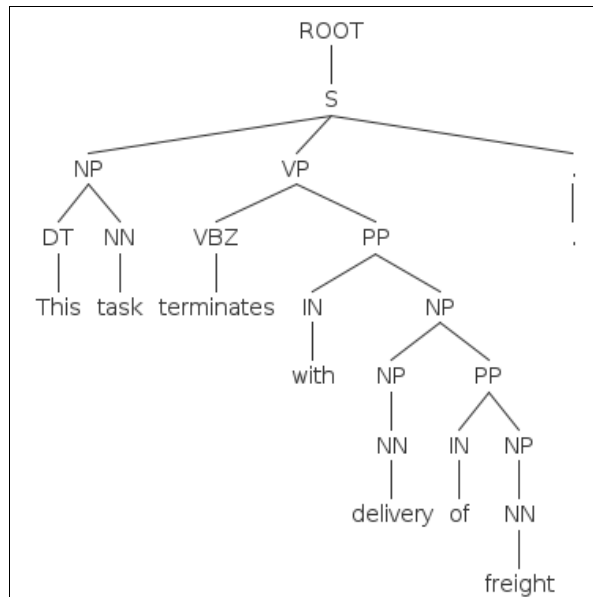 ROOT
S
NP VP .
DT NN VBZ PP .
This task terminates IN NP
with NP PP
NN IN NP
delivery of NN
freight